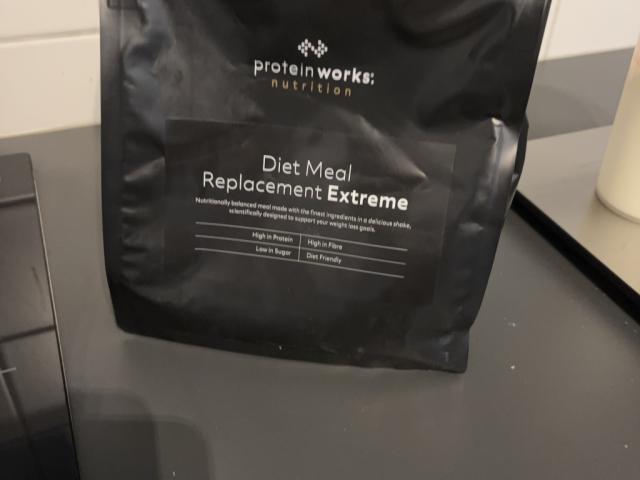 protein works:
nutrition
Diet Meal
Replacement Extreme
Nutritionally balanced meal made with the finest ingredients in a delicious shake,
scientifically designed to support your weight loss goals.
High in Protein High in Fibre
Low in Sugar Diet Friendly